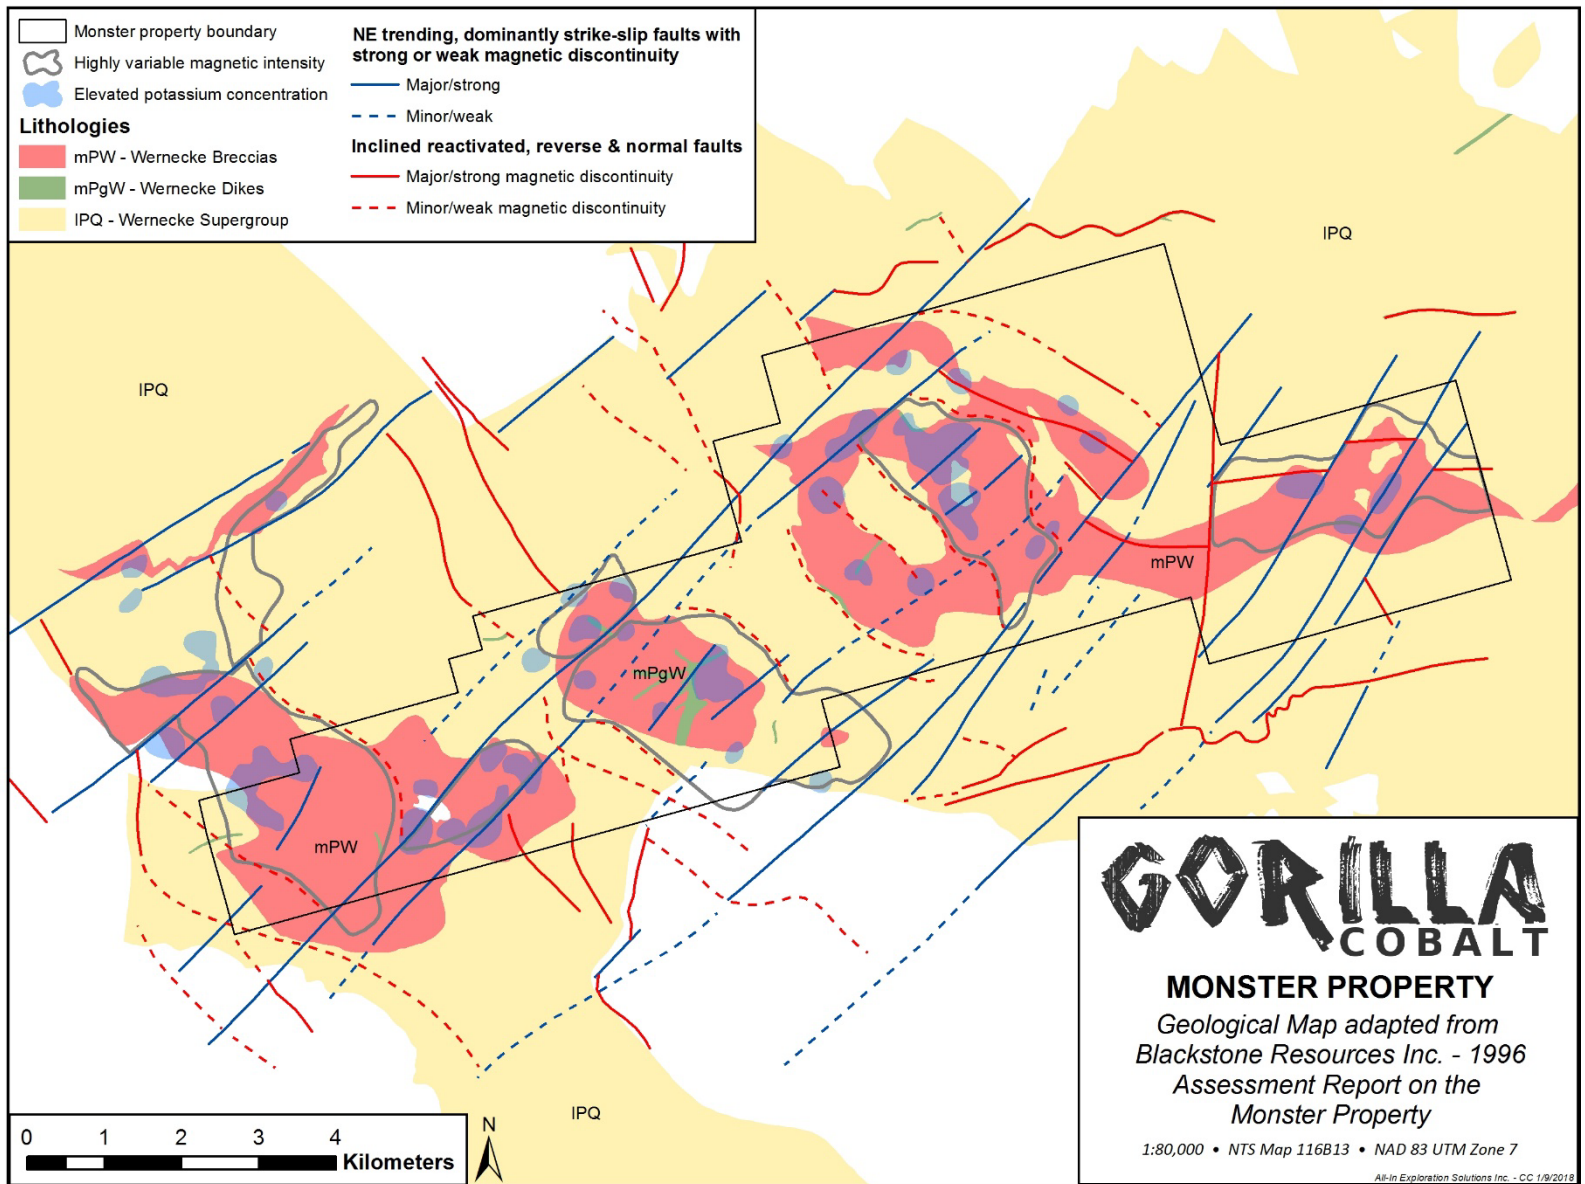 Monster property boundary
Highly variable magnetic intensity
Elevated potassium concentration
Lithologies
mPW - Wernecke Breccias
mPgW - Wernecke Dikes
IPQ - Wernecke Supergroup
NE trending, dominantly strike-slip faults with
strong or weak magnetic discontinuity
Major/strong
Minor/weak
Inclined reactivated, reverse & normal faults
Major/strong magnetic discontinuity
Minor/weak magnetic discontinuity
IPQ
IPQ
mPW
mPgW
mPW
IPQ
0 1 2 3 4
Kilometers
N
GORILLA
COBALT
MONSTER PROPERTY
Geological Map adapted from
Blackstone Resources Inc. - 1996
Assessment Report on the
Monster Property
1:80,000 • NTS Map 116B13 • NAD 83 UTM Zone 7
All-In Exploration Solutions Inc. - CC 1/9/2018